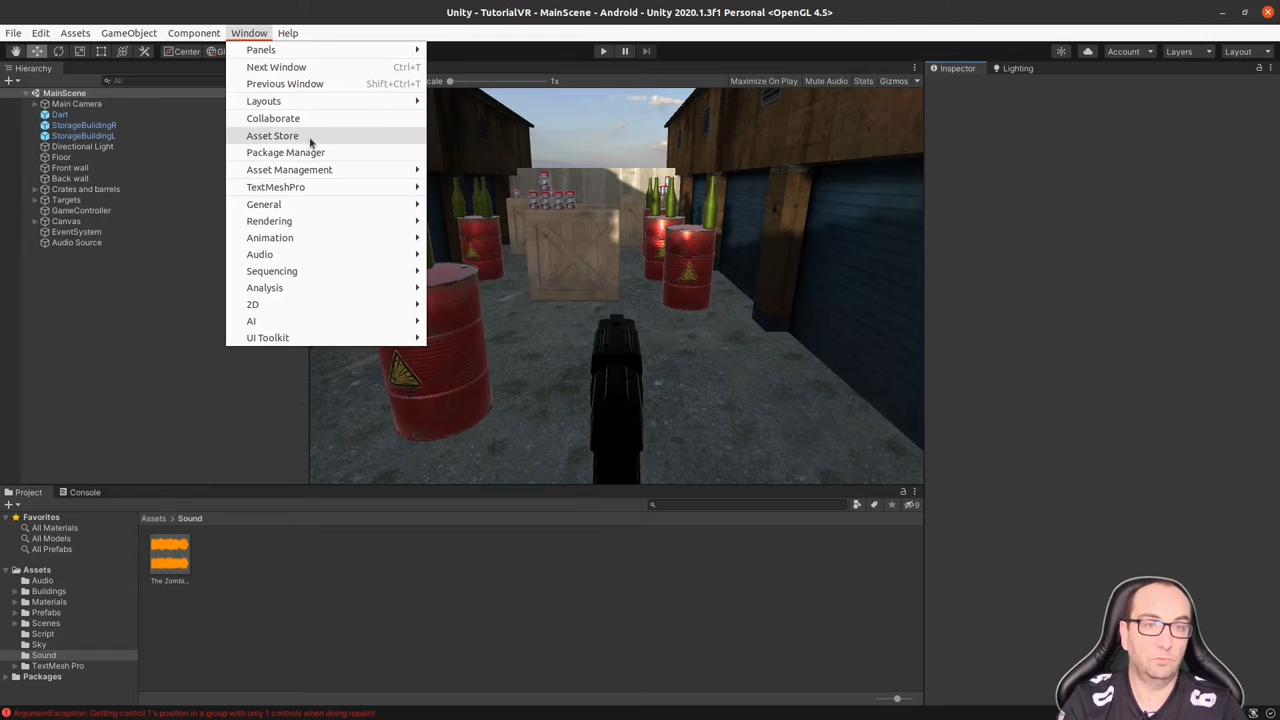 Unity - TutorialVR - MainScene - Android - Unity 2020.1.3f1 Personal <OpenGL 4.5>
File Edit Assets GameObject Component Window Help
Center Gl Account Layers Layout
Hierarchy
All
cale 1x Maximize On Play Mute Audio Stats Gizmos
Inspector Lighting
MainScene
Main Camera
Dart
StorageBuildingR
StorageBuildingL
Directional Light
Floor
Front wall
Back wall
Crates and barrels
Targets
GameController
Canvas
EventSystem
Audio Source
Panels
Next Window Ctrl+T
Previous Window Shift+Ctrl+T
Layouts
Collaborate
Asset Store
Package Manager
Asset Management
TextMeshPro
General
Rendering
Animation
Audio
Sequencing
Analysis
2D
AI
UI Toolkit
Project Console
9
Favorites
All Materials
All Models
All Prefabs
Assets
Audio
Buildings
Materials
Prefabs
Scenes
Script
Sky
Sound
TextMesh Pro
Packages
Assets > Sound
The Zombi...
ArgumentException: Getting control 1's position in a group with only 1 controls when doing repaint